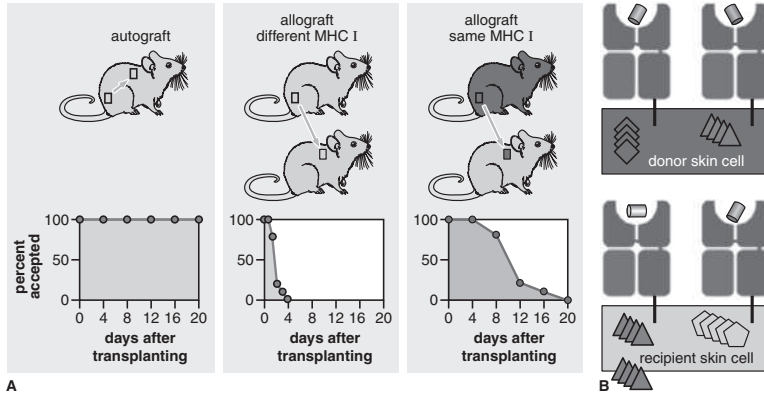 autograft
allograft
different MHC I
allograft
same MHC I
percent
accepted
100
50
0
0 4 8 12 16 20
days after
transplanting
100
50
0
0 4 8 12 16 20
days after
transplanting
100
50
0
0 4 8 12 16 20
days after
transplanting
A
donor skin cell
recipient skin cell
B